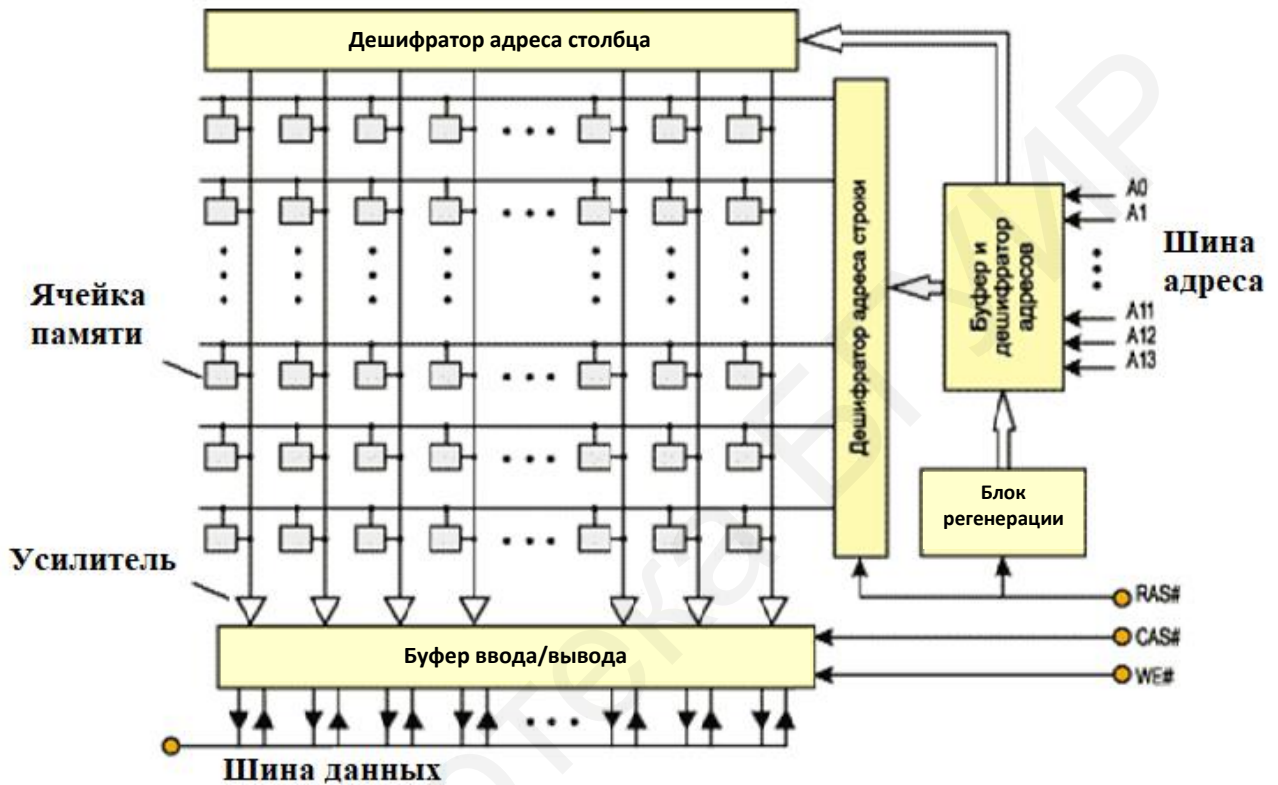 Дешифратор адреса столбца
Дешифратор адреса строки
Буфер и
дешифратор
адресов
A0
A1
A11
A12
A13
Шина
адреса
Ячейка
памяти
Блок
регенерации
Усилитель
RAS#
CAS#
WE#
Буфер ввода/вывода
Шина данных